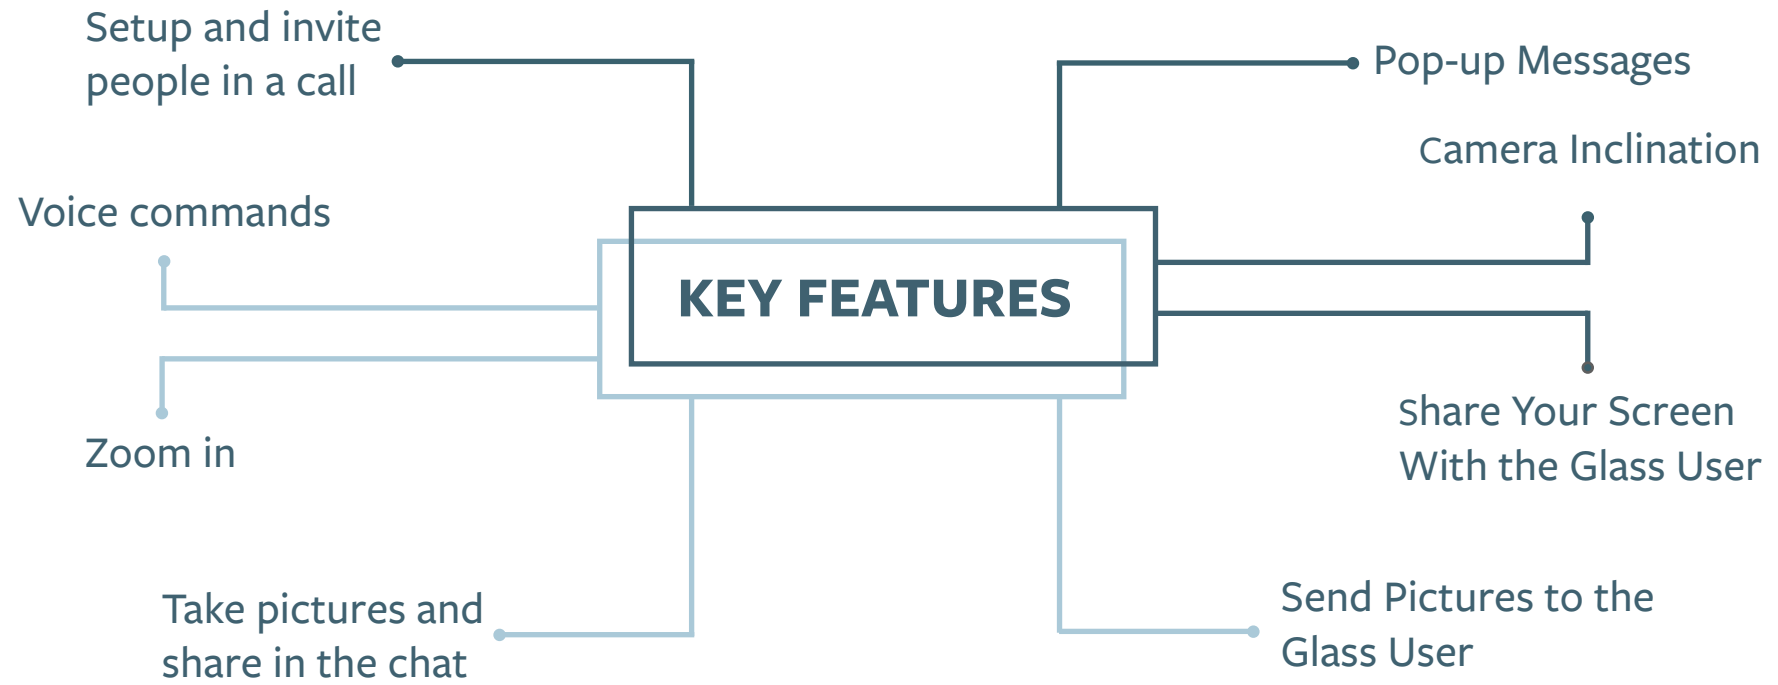 Setup and invite
people in a call
Pop-up Messages
Camera Inclination
Voice commands
KEY FEATURES
Zoom in
Share Your Screen
With the Glass User
Take pictures and
share in the chat
Send Pictures to the
Glass User